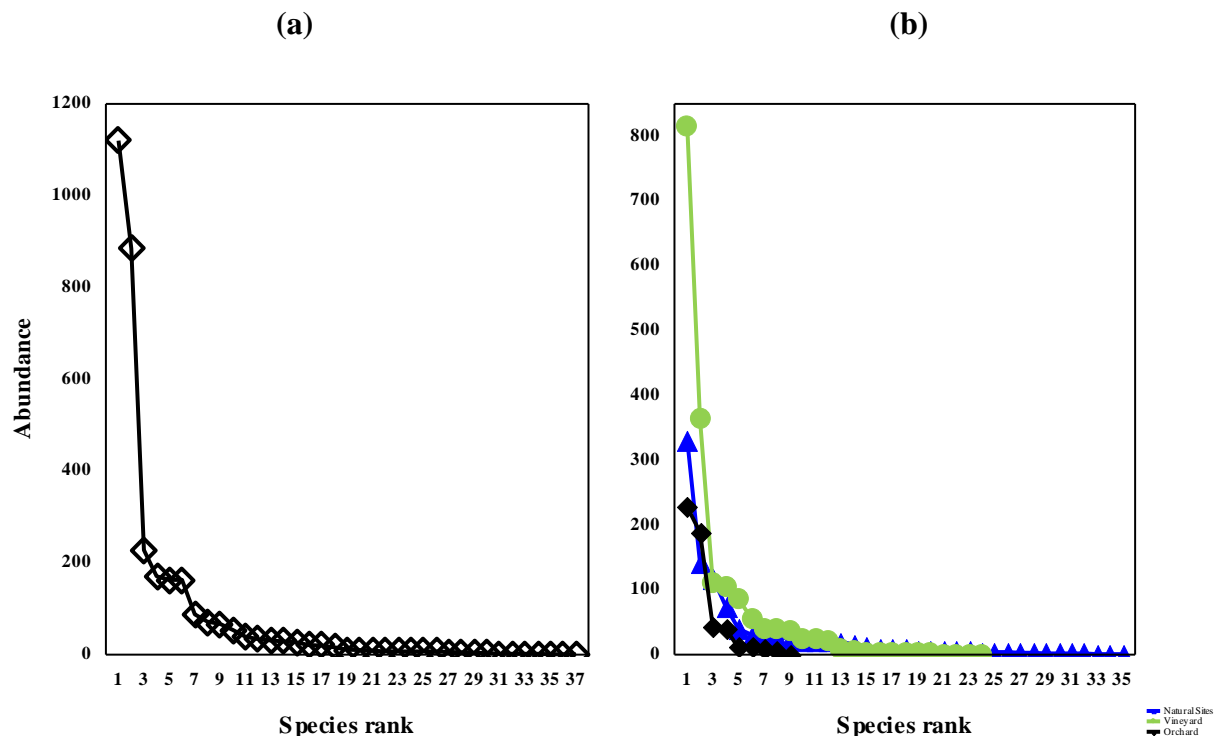 (a) (b)
Abundance
1200
1000
800
600
400
200
0
1 3 5 7 9 11 13 15 17 19 21 23 25 27 29 31 33 35 37
Species rank
800
700
600
500
400
300
200
100
0
1 3 5 7 9 11 13 15 17 19 21 23 25 27 29 31 33 35
Species rank
Natural Sites
Vineyard
Orchard